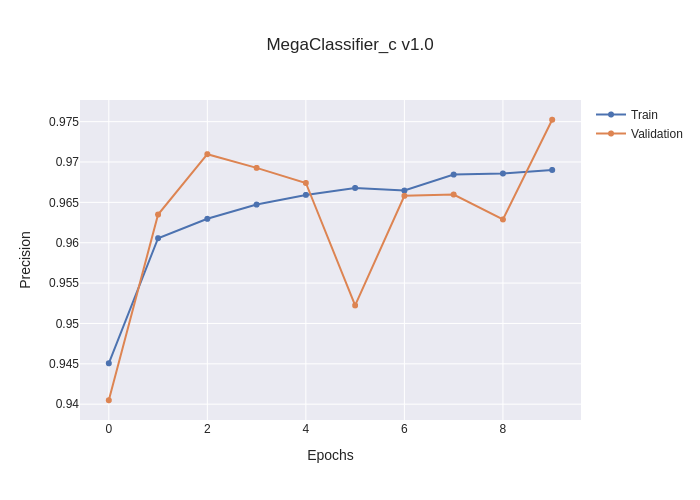 MegaClassifier_c v1.0
Train
Validation
0.975
0.97
0.965
0.96
0.955
0.95
0.945
0.94
Precision
0 2 4 6 8
Epochs